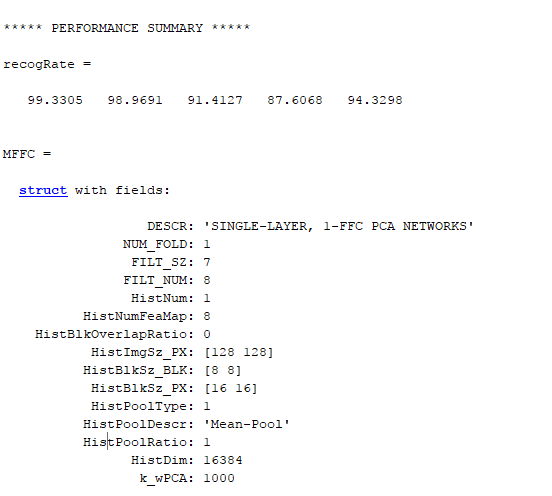 ***** PERFORMANCE SUMMARY *****
recogRate =
99.3305 98.9691 91.4127 87.6068 94.3298
MFFC =
struct with fields:
DESCR: 'SINGLE-LAYER, 1-FFC PCA NETWORKS'
NUM_FOLD: 1
FILT_SZ: 7
FILT_NUM: 8
HistNum: 1
HistNumFeaMap: 8
HistBlkOverlapRatio: 0
HistImgSz_PX: [128 128]
HistBlkSz_BLK: [8 8]
HistBlkSz_PX: [16 16]
HistPoolType: 1
HistPoolDescr: 'Mean-Pool'
HistPoolRatio: 1
HistDim: 16384
k_wPCA: 1000